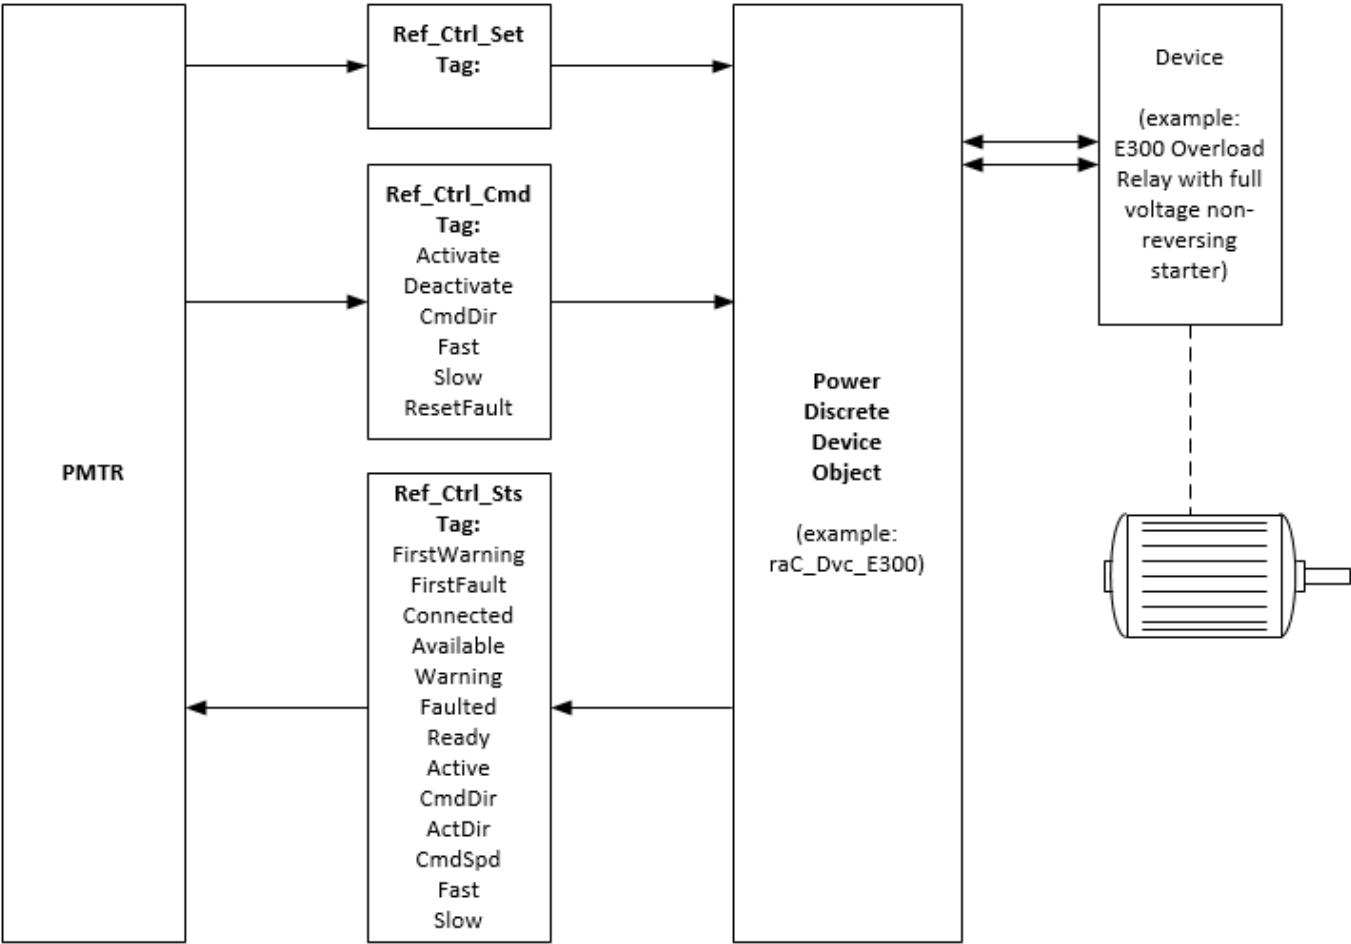 PMTR
Ref_Ctrl_Set
Tag:
Ref_Ctrl_Cmd
Tag:
Activate
Deactivate
CmdDir
Fast
Slow
ResetFault
Ref_Ctrl_Sts
Tag:
FirstWarning
FirstFault
Connected
Available
Warning
Faulted
Ready
Active
CmdDir
ActDir
CmdSpd
Fast
Slow
Power
Discrete
Device
Object
(example:
raC_Dvc_E300)
Device
(example:
E300 Overload
Relay with full
voltage non-
reversing
starter)